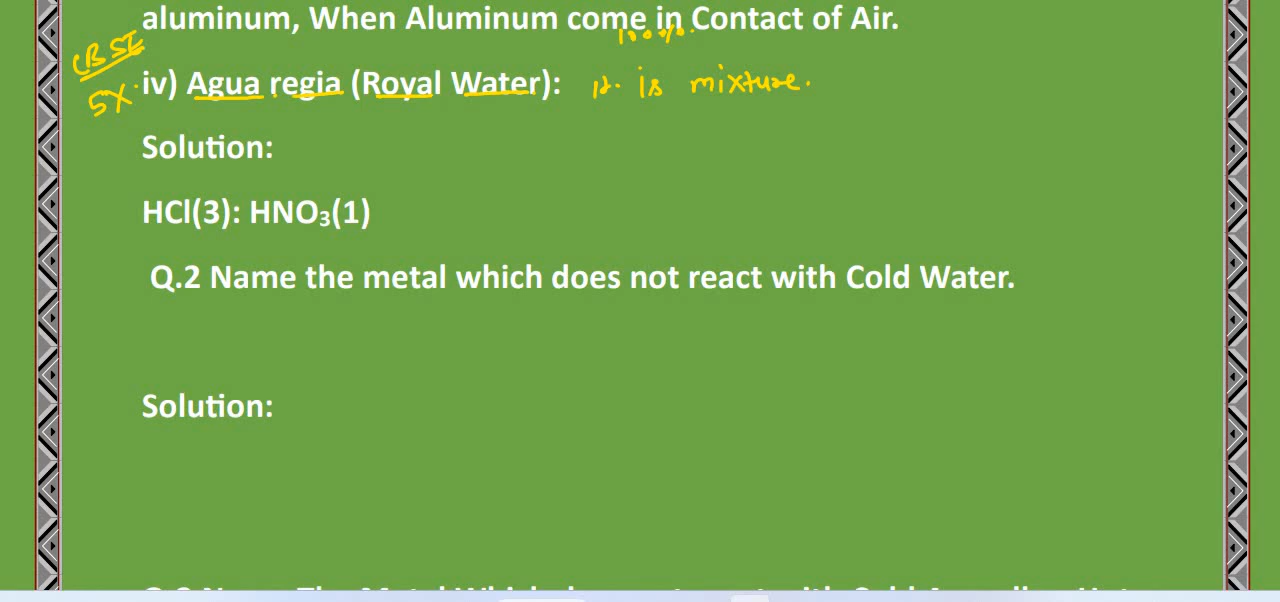 aluminum, When Aluminum come in Contact of Air.
100%.
CBSE
iv) Agua regia (Royal Water): it is mixture.
5X
Solution:
HCl(3): HNO₃(1)
Q.2 Name the metal which does not react with Cold Water.
Solution: